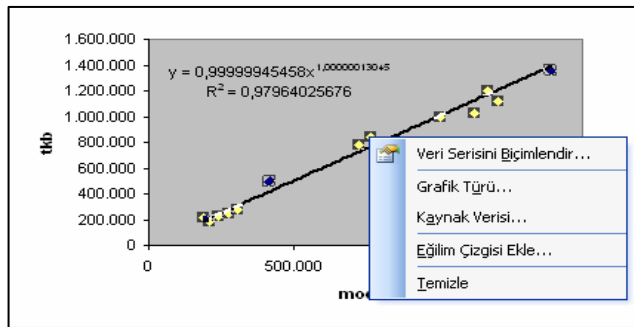 1.600.000
1.400.000
1.200.000
1.000.000
800.000
600.000
400.000
200.000
0
tkb
y = 0,99999945458x^1,00000013045
R² = 0,97964025676
0
500.000
Veri Serisini Biçimlendir...
Grafik Türü...
Kaynak Verisi...
Eğilim Çizgisi Ekle...
Temizle